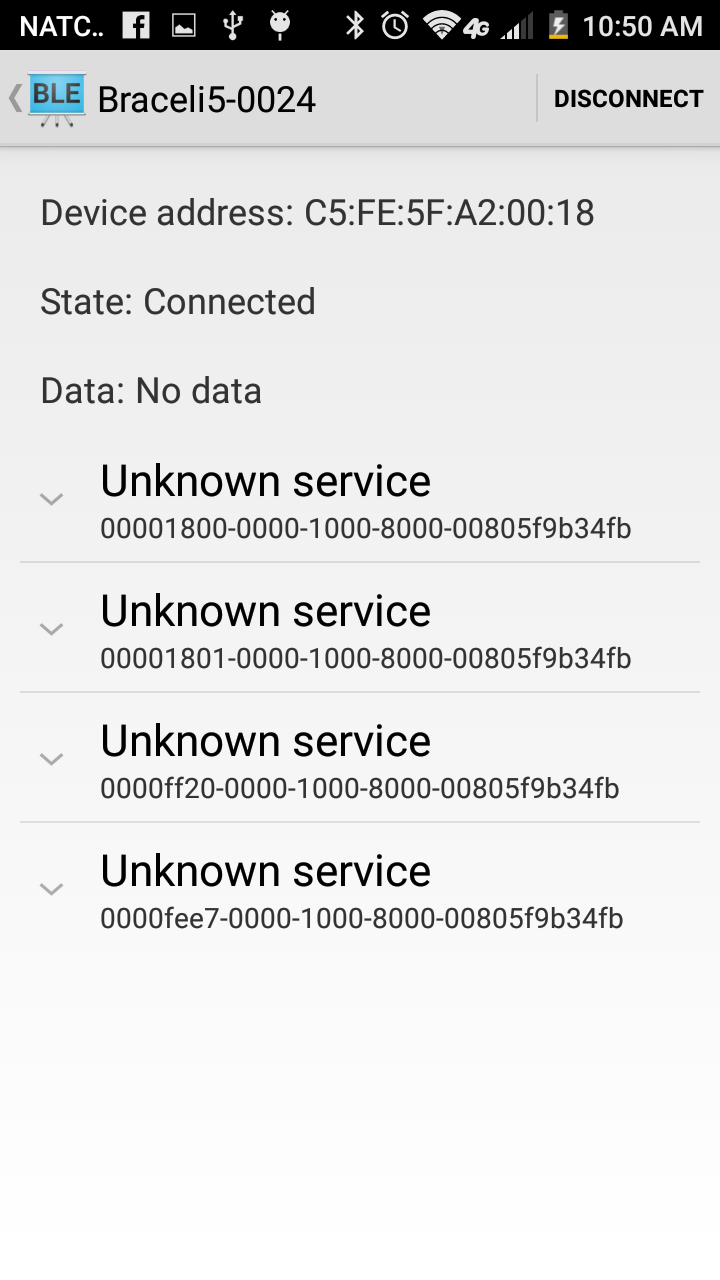 NATC.. 4G 10:50 AM
BLE Braceli5-0024 DISCONNECT
Device address: C5:FE:5F:A2:00:18
State: Connected
Data: No data
Unknown service
00001800-0000-1000-8000-00805f9b34fb
Unknown service
00001801-0000-1000-8000-00805f9b34fb
Unknown service
0000ff20-0000-1000-8000-00805f9b34fb
Unknown service
0000fee7-0000-1000-8000-00805f9b34fb